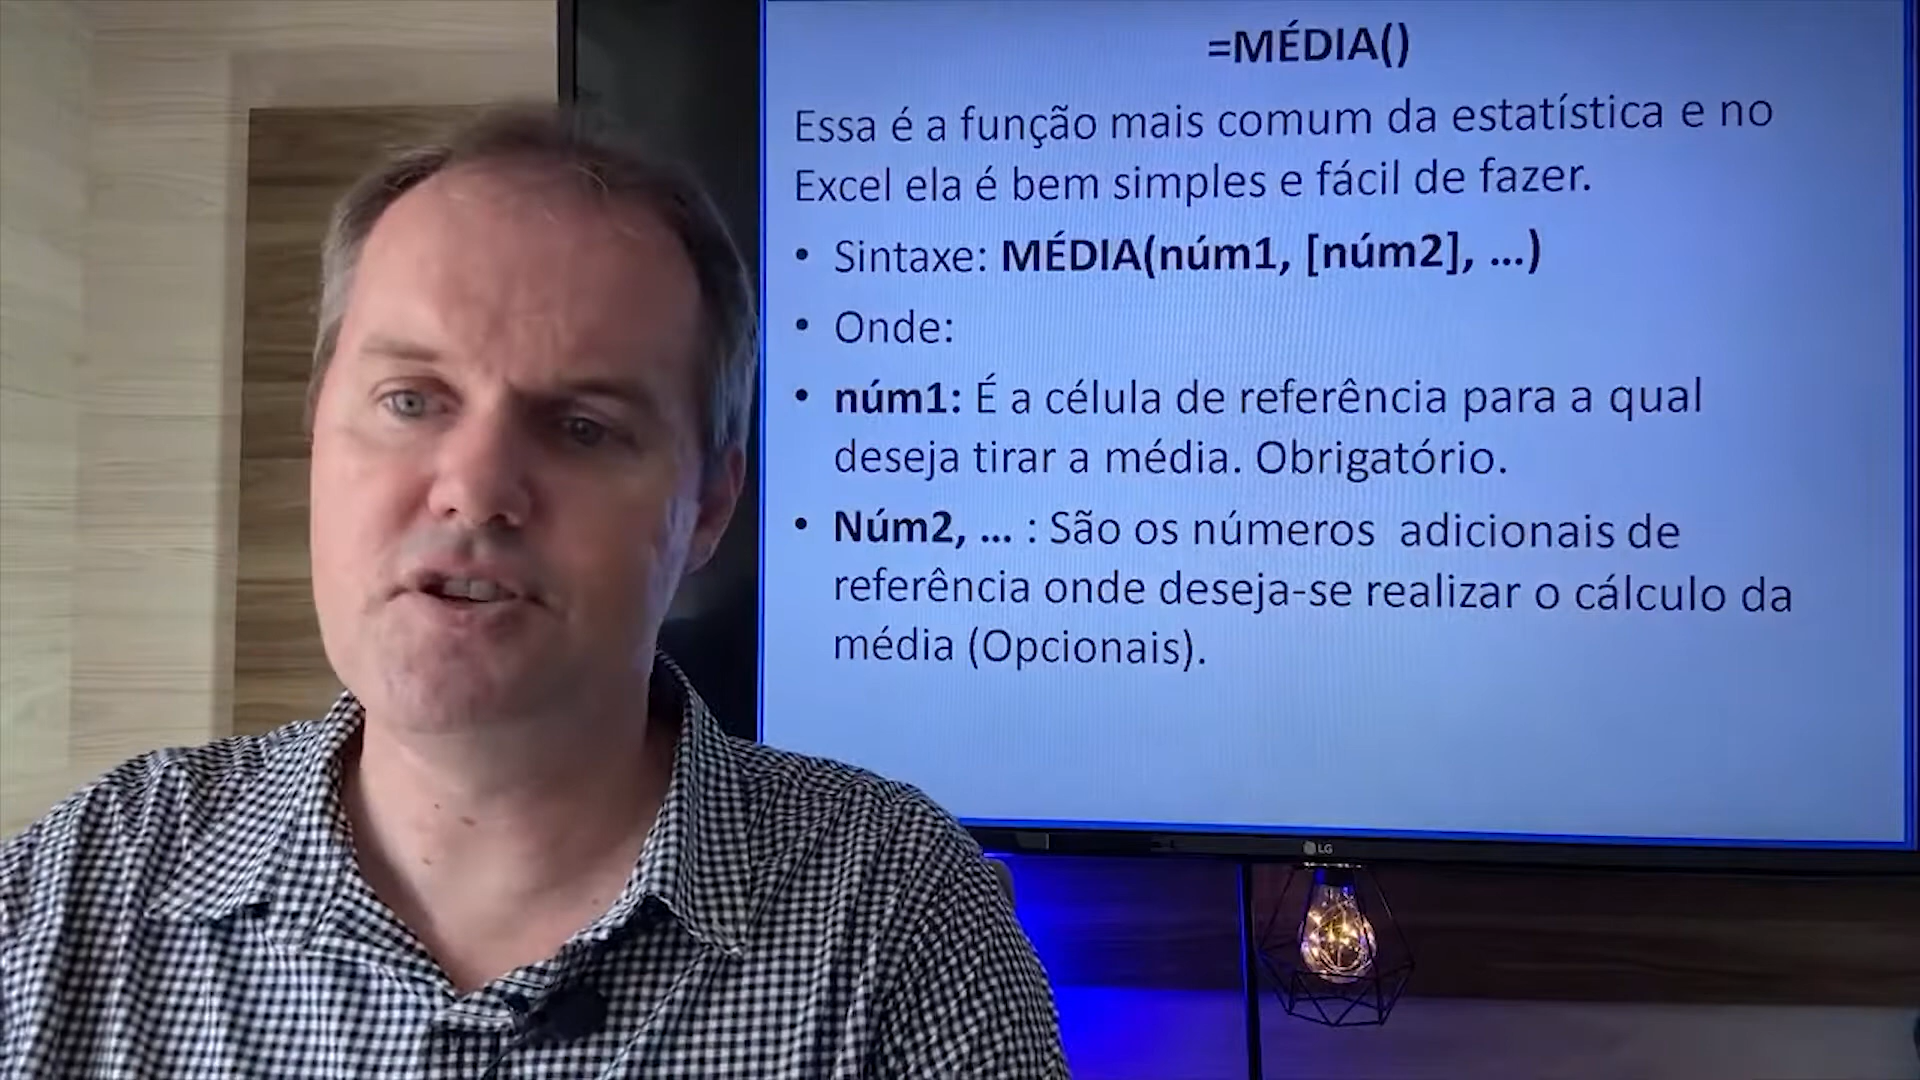 =MÉDIA()
Essa é a função mais comum da estatística e no
Excel ela é bem simples e fácil de fazer.
• Sintaxe: MÉDIA(núm1, [núm2], ...)
• Onde:
• núm1: É a célula de referência para a qual
deseja tirar a média. Obrigatório.
• Núm2, ... : São os números adicionais de
referência onde deseja-se realizar o cálculo da
média (Opcionais).
LG